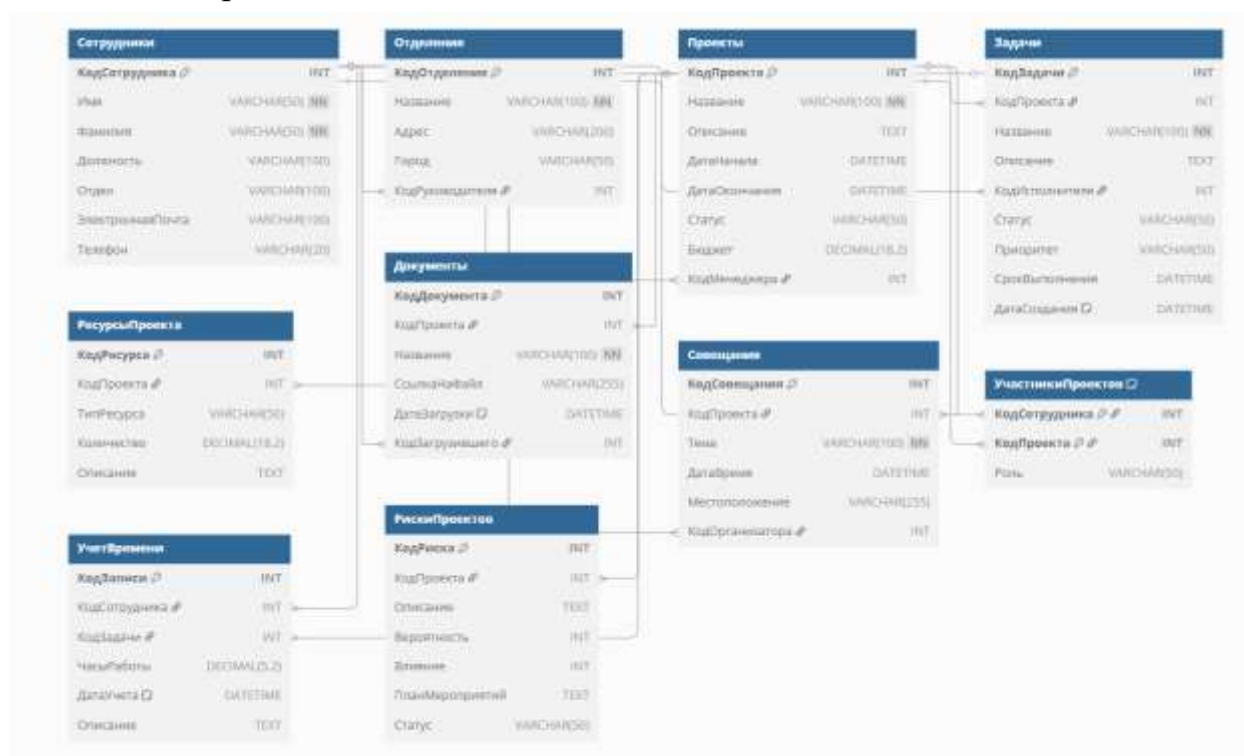 Сотрудники
КодСотрудника INT
Имя VARCHAR(50) NN
Фамилия VARCHAR(50) NN
Должность VARCHAR(100)
Отдел VARCHAR(100)
ЭлектроннаяПочта VARCHAR(100)
Телефон VARCHAR(20)
Отделения
КодОтделения INT
Название VARCHAR(100) NN
Адрес VARCHAR(200)
Город VARCHAR(50)
КодРуководителя INT
Проекты
КодПроекта INT
Название VARCHAR(100) NN
Описание TEXT
ДатаНачала DATETIME
ДатаОкончания DATETIME
Статус VARCHAR(50)
Бюджет DECIMAL(18,2)
КодМенеджера INT
Задачи
КодЗадачи INT
КодПроекта INT
Название VARCHAR(100) NN
Описание TEXT
КодИсполнителя INT
Статус VARCHAR(50)
Приоритет VARCHAR(50)
СрокВыполнения DATETIME
ДатаСоздания DATETIME
Документы
КодДокумента INT
КодПроекта INT
Название VARCHAR(100) NN
СсылкаНаФайл VARCHAR(255)
ДатаЗагрузки DATETIME
КодЗагрузившего INT
РесурсыПроекта
КодРесурса INT
КодПроекта INT
ТипРесурса VARCHAR(50)
Количество DECIMAL(18,2)
Описание TEXT
Совещания
КодСовещания INT
КодПроекта INT
Тема VARCHAR(100) NN
ДатаВремя DATETIME
Местоположение VARCHAR(255)
КодОрганизатора INT
УчастникиПроектов
КодСотрудника INT
КодПроекта INT
Роль VARCHAR(50)
РискиПроектов
КодРиска INT
КодПроекта INT
Описание TEXT
Вероятность INT
Влияние INT
ПланМероприятий TEXT
Статус VARCHAR(50)
УчетВремени
КодЗаписи INT
КодСотрудника INT
КодЗадачи INT
ЧасыРаботы DECIMAL(5,2)
ДатаУчета DATETIME
Описание TEXT